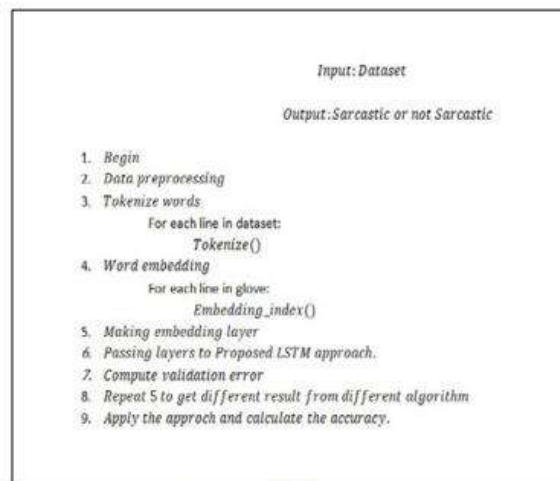 Input: Dataset
Output: Sarcastic or not Sarcastic
1. Begin
2. Data preprocessing
3. Tokenize words
For each line in dataset:
Tokenize()
4. Word embedding
For each line in glove:
Embedding_index()
5. Making embedding layer
6. Passing layers to Proposed LSTM approach.
7. Compute validation error
8. Repeat 5 to get different result from different algorithm
9. Apply the approch and calculate the accuracy.